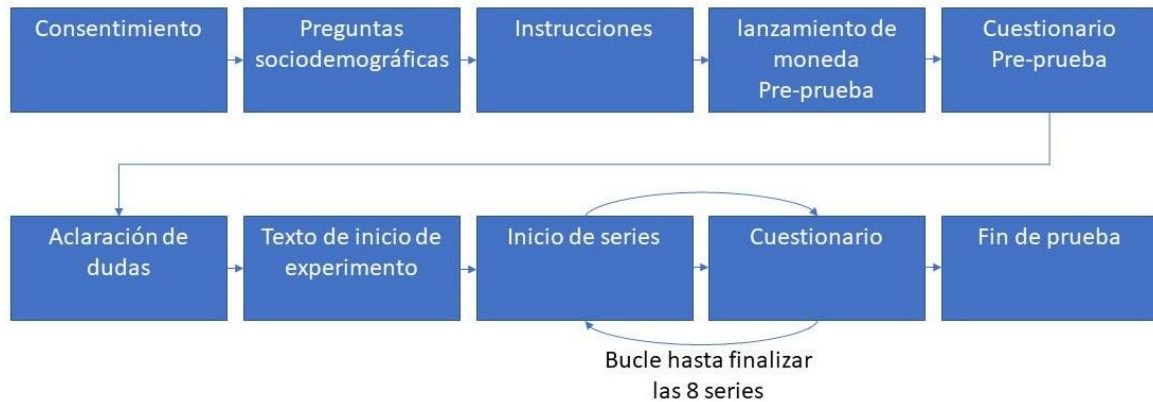 Consentimiento
Preguntas
sociodemográficas
Instrucciones
lanzamiento de
moneda
Pre-prueba
Cuestionario
Pre-prueba
Aclaración de
dudas
Texto de inicio de
experimento
Inicio de series
Cuestionario
Fin de prueba
Bucle hasta finalizar
las 8 series